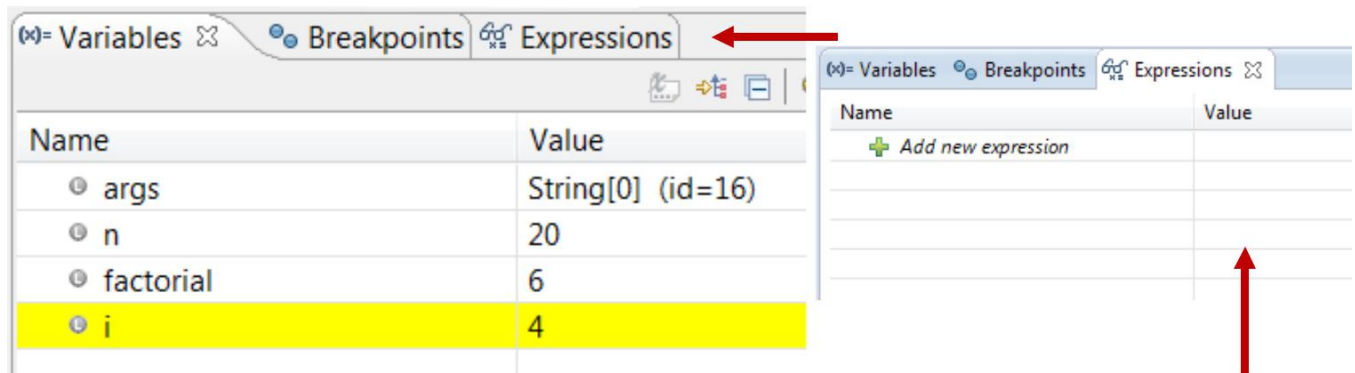 (x)= Variables Breakpoints Expressions
Name Value
args String[0] (id=16)
n 20
factorial 6
i 4
(x)= Variables Breakpoints Expressions
Name Value
Add new expression